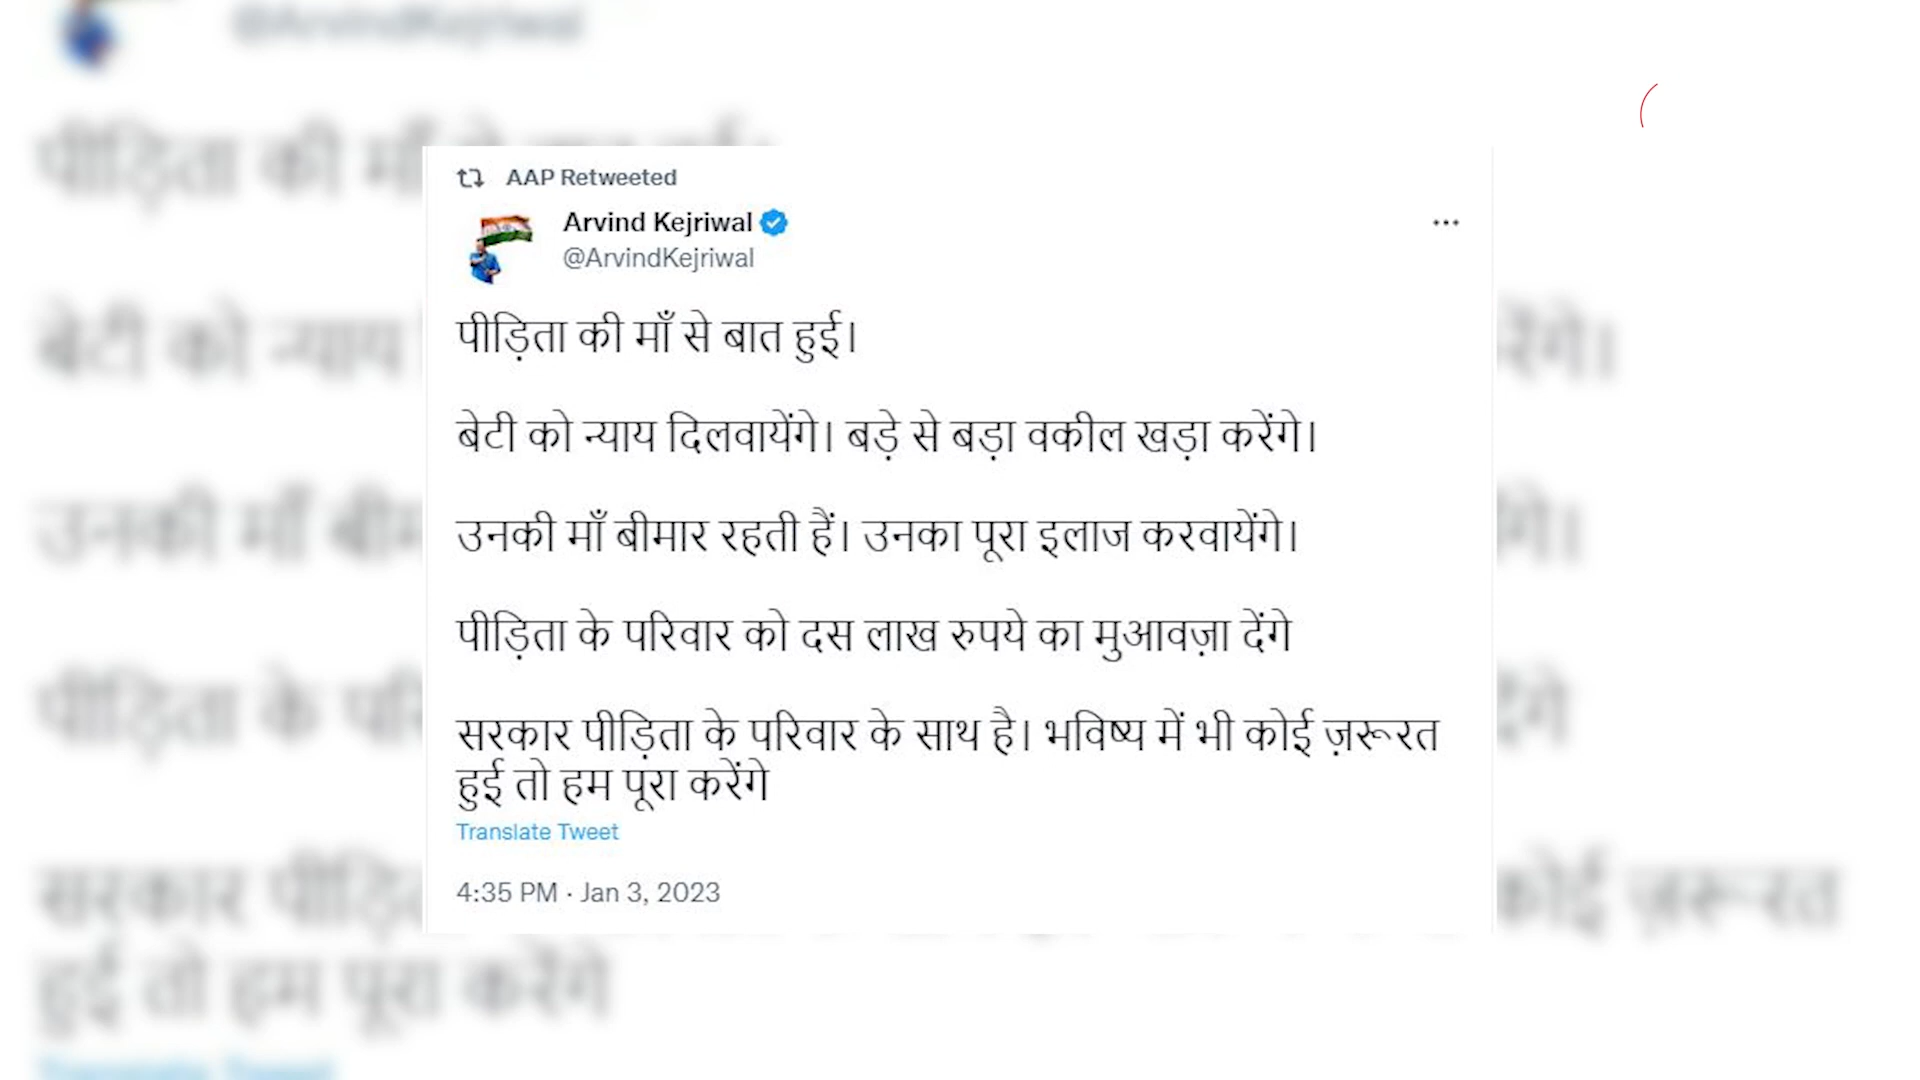 AAP Retweeted
Arvind Kejriwal
@ArvindKejriwal
पीड़िता की माँ से बात हुई।
बेटी को न्याय दिलवायेंगे। बड़े से बड़ा वकील खड़ा करेंगे।
उनकी माँ बीमार रहती हैं। उनका पूरा इलाज करवायेंगे।
पीड़िता के परिवार को दस लाख रुपये का मुआवज़ा देंगे
सरकार पीड़िता के परिवार के साथ है। भविष्य में भी कोई ज़रूरत
हुई तो हम पूरा करेंगे
Translate Tweet
4:35 PM · Jan 3, 2023